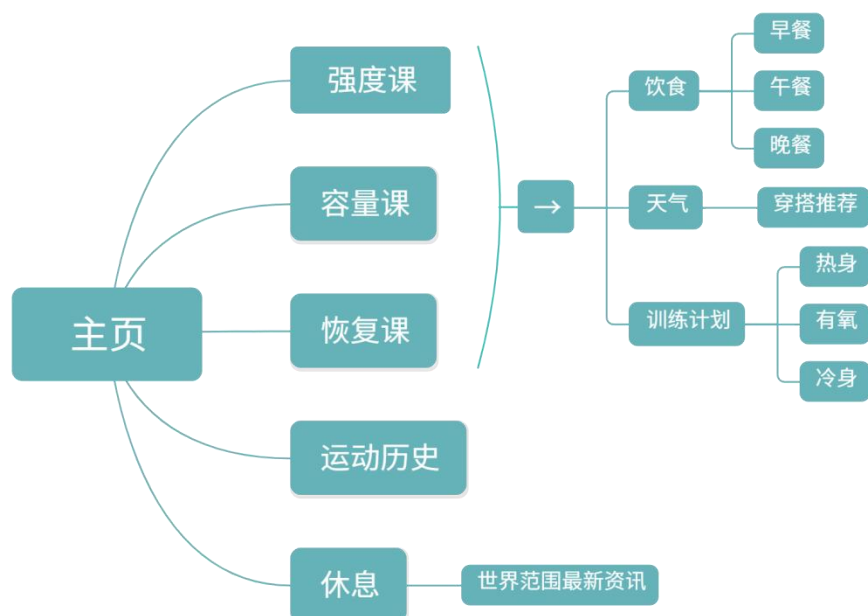 主页
强度课
容量课
恢复课
运动历史
休息
世界范围最新资讯
→
饮食
早餐
午餐
晚餐
天气
穿搭推荐
训练计划
热身
有氧
冷身